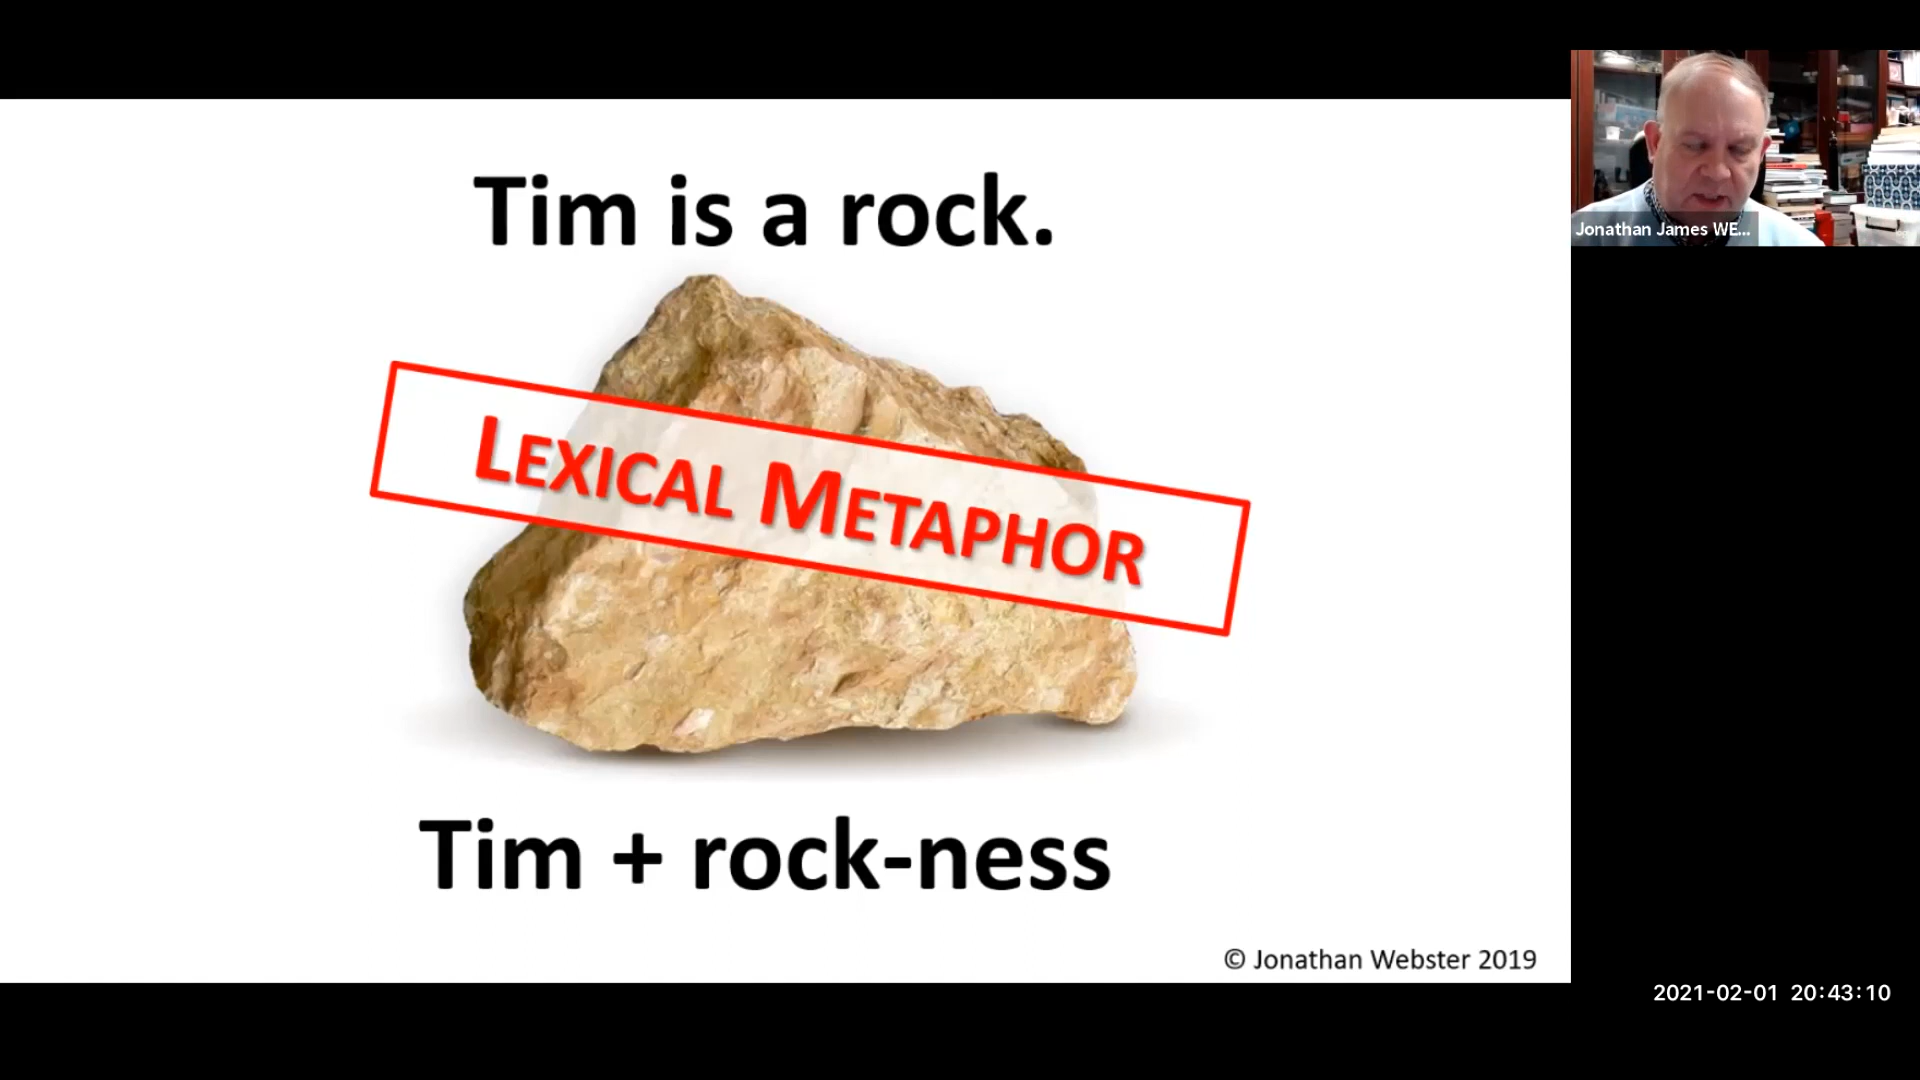 Tim is a rock.
LEXICAL METAPHOR
Tim + rock-ness
© Jonathan Webster 2019
Jonathan James WE...
2021-02-01 20:43:10